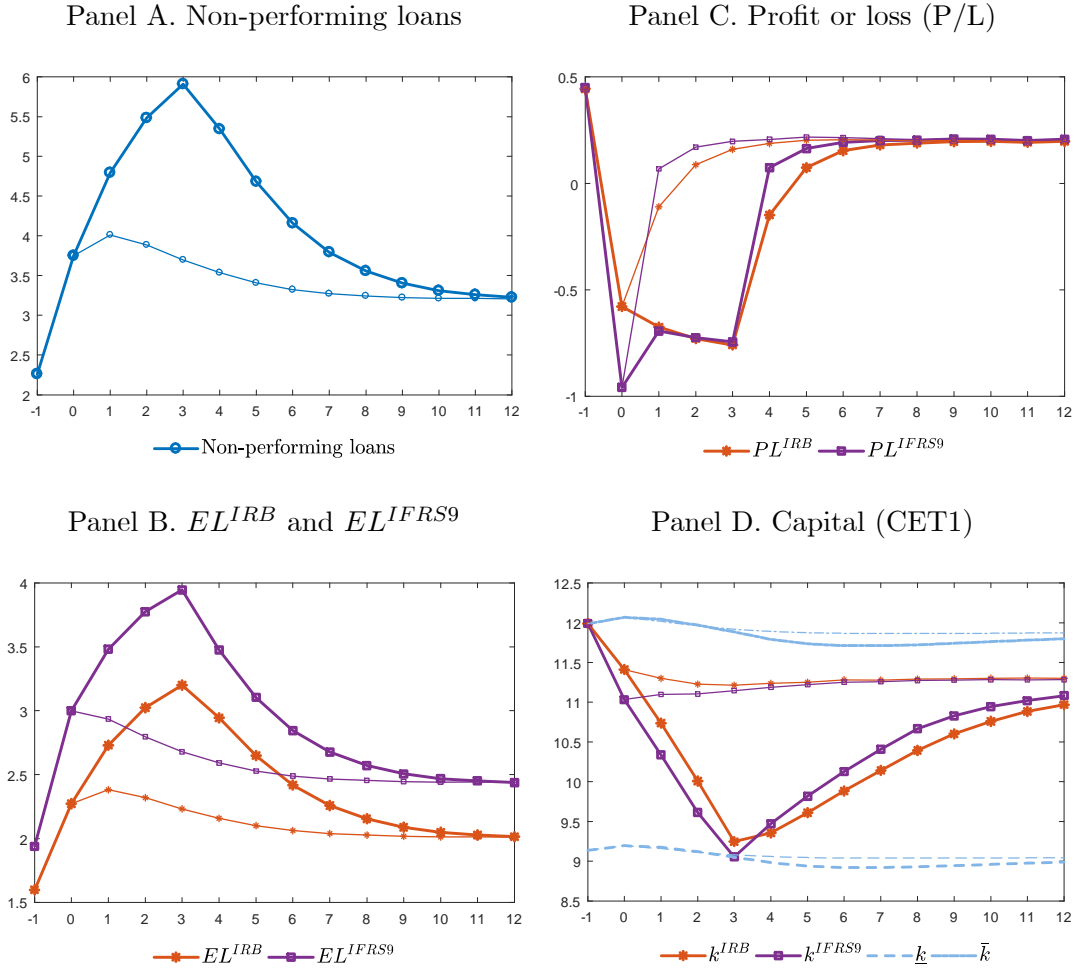 Panel A. Non-performing loans
6
5.5
5
4.5
4
3.5
3
2.5
2
-1 0 1 2 3 4 5 6 7 8 9 10 11 12
Non-performing loans
Panel C. Profit or loss (P/L)
0.5
0
-0.5
-1
-1 0 1 2 3 4 5 6 7 8 9 10 11 12
PL^{IRB} PL^{IFRS9}
Panel B. EL^{IRB} and EL^{IFRS9}
4
3.5
3
2.5
2
1.5
-1 0 1 2 3 4 5 6 7 8 9 10 11 12
EL^{IRB} EL^{IFRS9}
Panel D. Capital (CET1)
12.5
12
11.5
11
10.5
10
9.5
9
8.5
-1 0 1 2 3 4 5 6 7 8 9 10 11 12
k^{IRB} k^{IFRS9} k̲ k̄